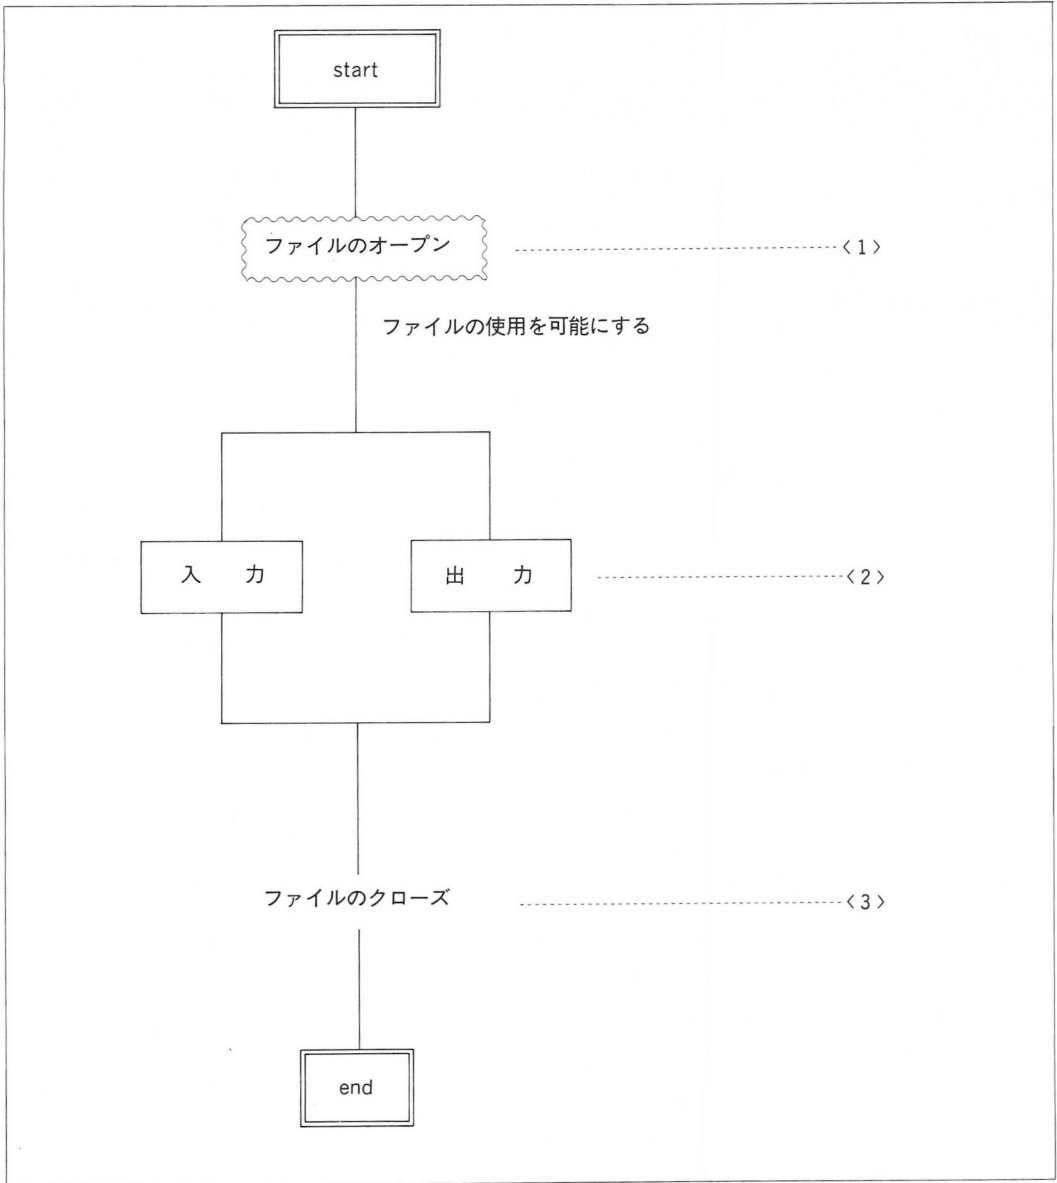 start
ファイルのオープン 〈1〉
ファイルの使用を可能にする
入 力 出 力 〈2〉
ファイルのクローズ 〈3〉
end